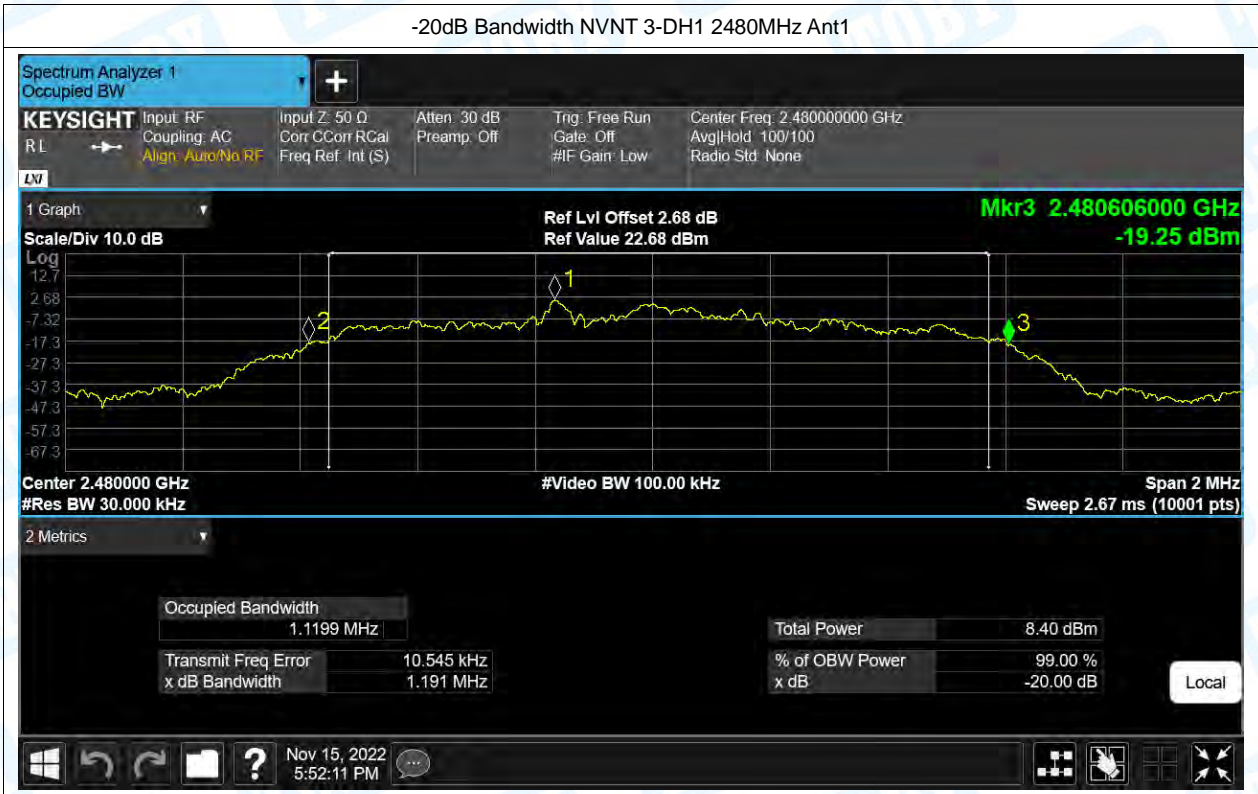 -20dB Bandwidth NVNT 3-DH1 2480MHz Ant1
Spectrum Analyzer 1
Occupied BW
+
KEYSIGHT
RL
LXI
Input: RF
Coupling: AC
Align: Auto/No RF
Input Z: 50 Ω
Corr CCorr RCal
Freq Ref: Int (S)
Atten: 30 dB
Preamp: Off
Trig: Free Run
Gate: Off
#IF Gain: Low
Center Freq: 2.480000000 GHz
Avg|Hold: 100/100
Radio Std: None
1 Graph
Scale/Div 10.0 dB
Ref Lvl Offset 2.68 dB
Ref Value 22.68 dBm
Mkr3 2.480606000 GHz
-19.25 dBm
Log
12.7
2.68
-7.32
-17.3
-27.3
-37.3
-47.3
-57.3
-67.3
1
2
3
Center 2.480000 GHz
#Video BW 100.00 kHz
Span 2 MHz
#Res BW 30.000 kHz
Sweep 2.67 ms (10001 pts)
2 Metrics
Occupied Bandwidth
1.1199 MHz
Total Power 8.40 dBm
Transmit Freq Error 10.545 kHz
% of OBW Power 99.00 %
x dB Bandwidth 1.191 MHz
x dB -20.00 dB
Local
?
Nov 15, 2022
5:52:11 PM